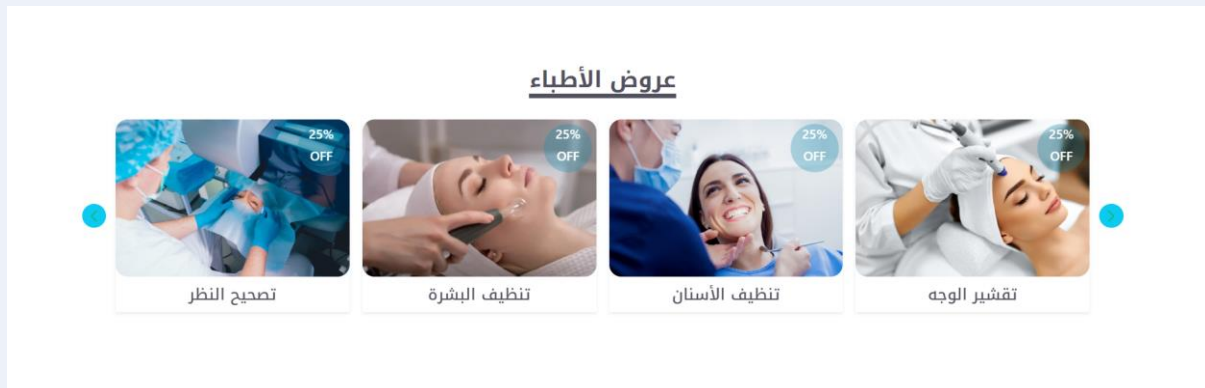 عروض الأطباء
25%
OFF
تقشير الوجه
25%
OFF
تنظيف الأسنان
25%
OFF
تنظيف البشرة
25%
OFF
تصحيح النظر